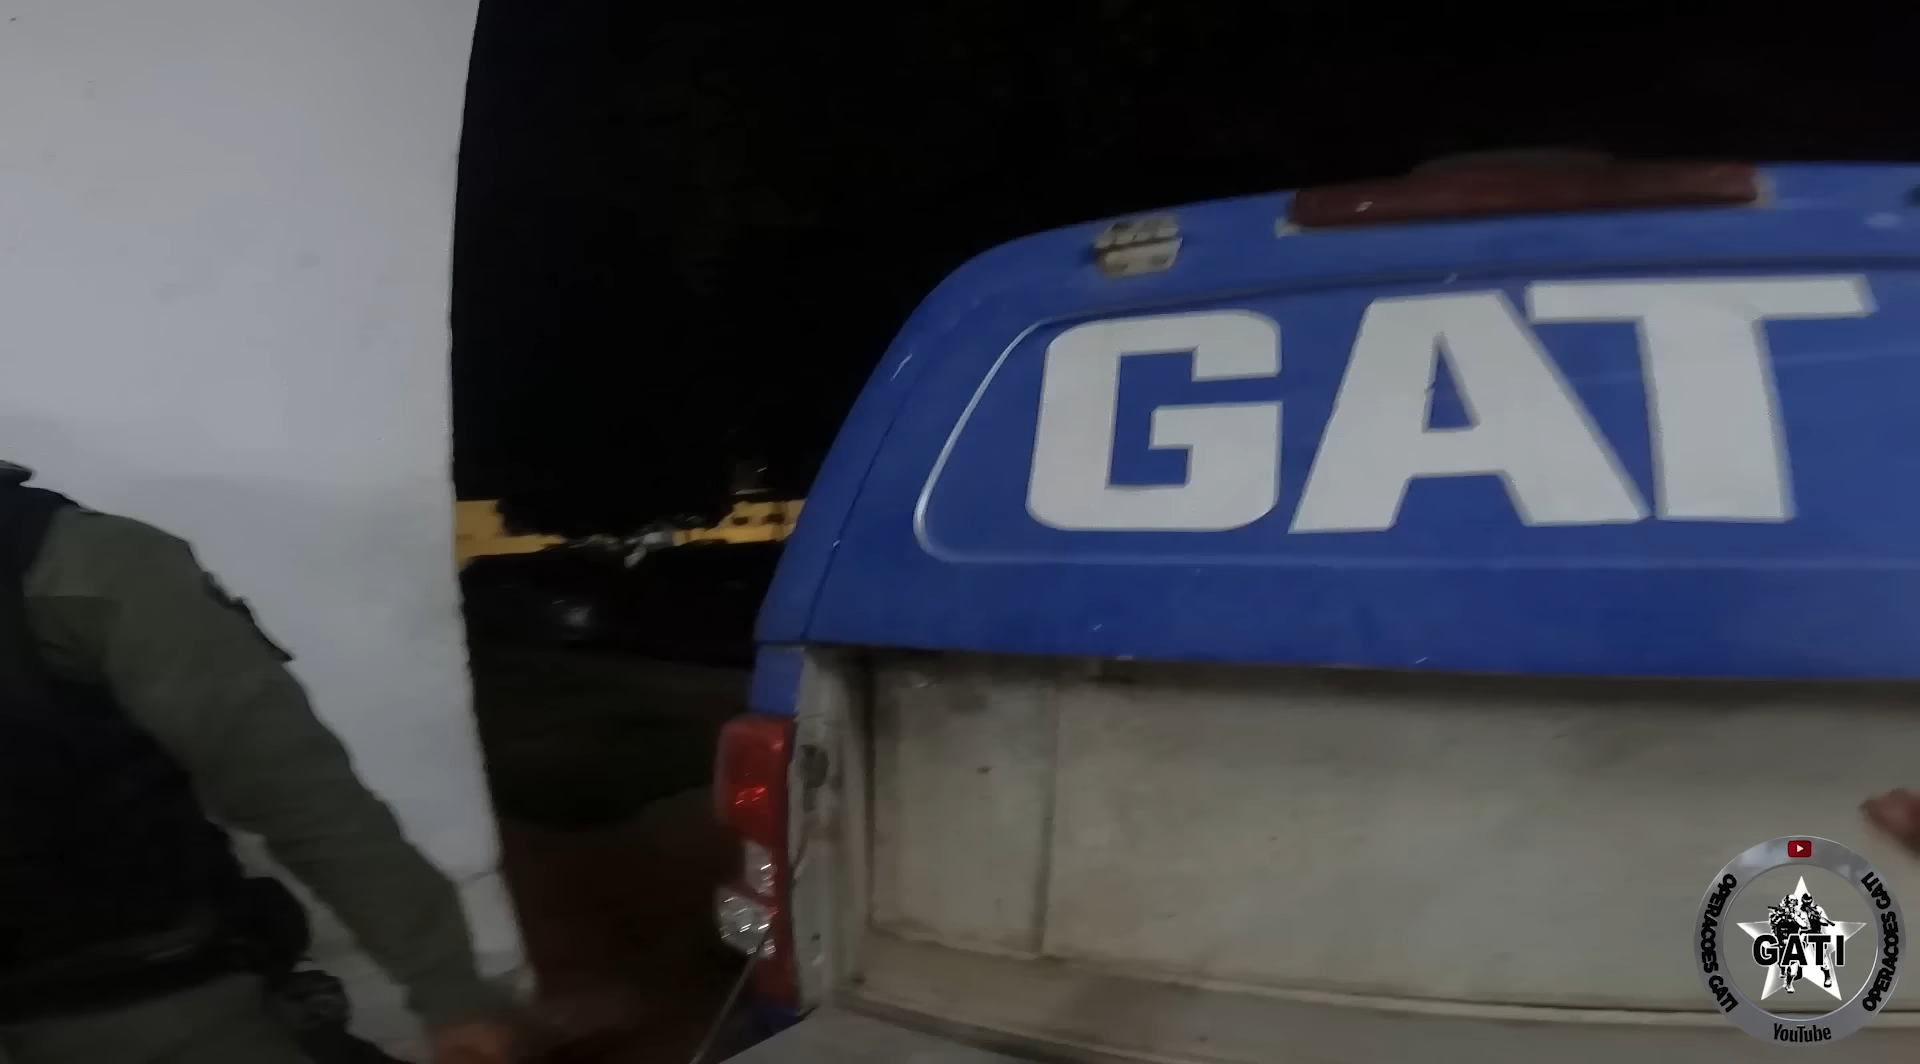 GAT
OPERACOES GATI
GATI
OPERACOES GATI
YouTube